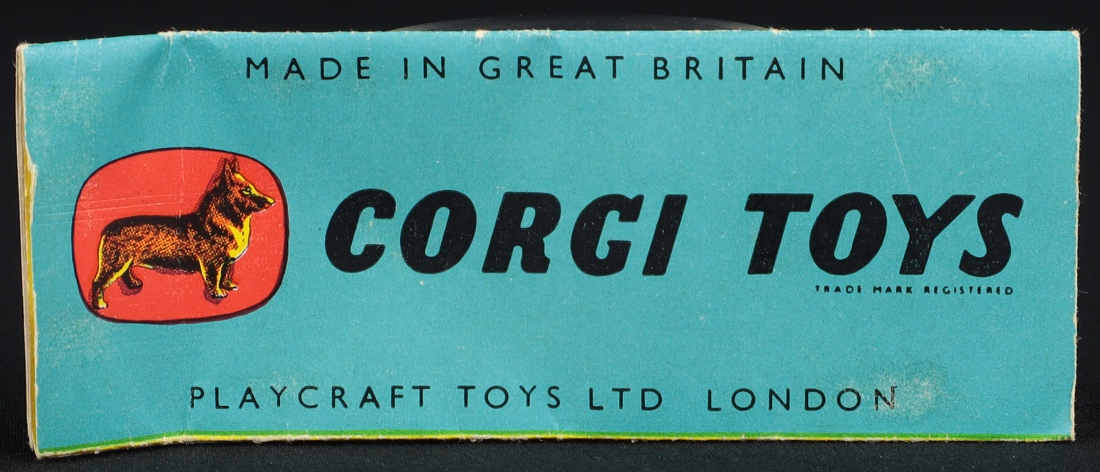 MADE IN GREAT BRITAIN
CORGI TOYS
TRADE MARK REGISTERED
PLAYCRAFT TOYS LTD LONDON